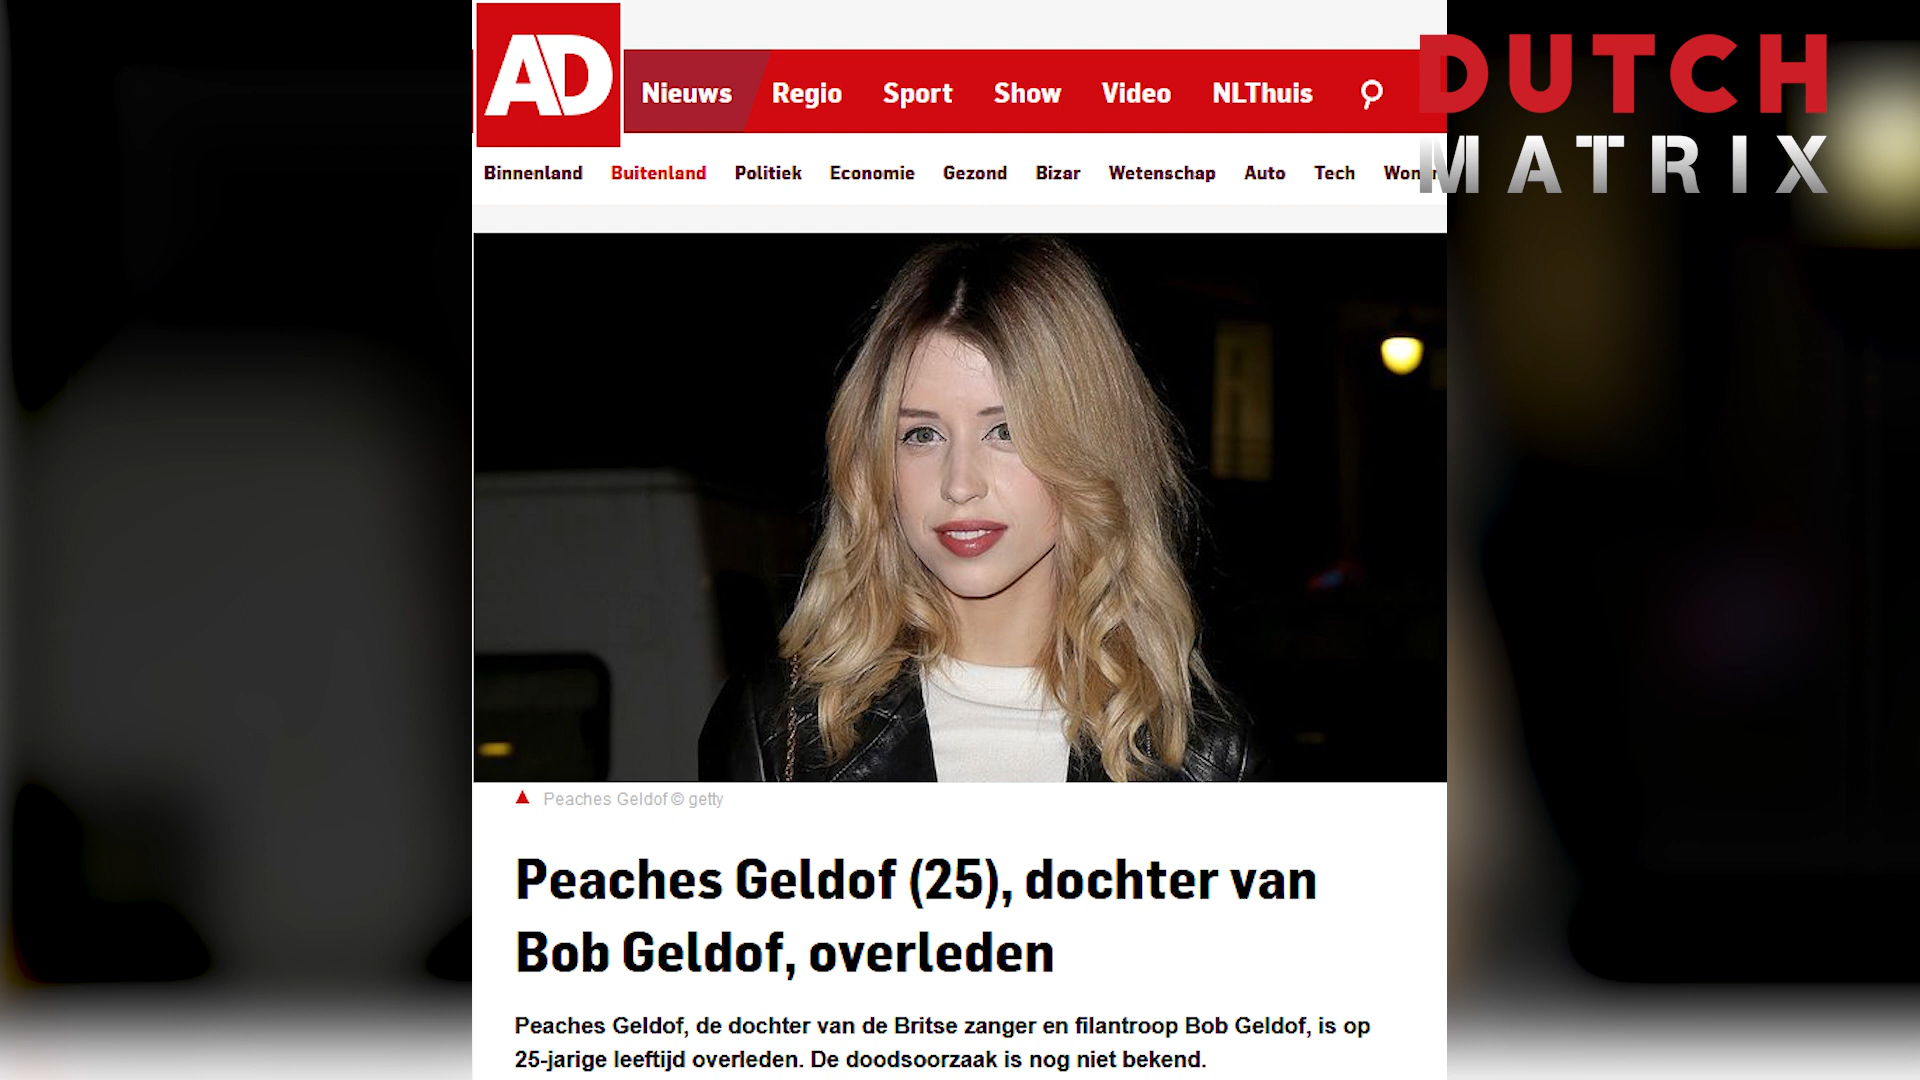 AD
Nieuws Regio Sport Show Video NLThuis
DUTCH
MATRIX
Binnenland Buitenland Politiek Economie Gezond Bizar Wetenschap Auto Tech
Peaches Geldof © getty
Peaches Geldof (25), dochter van
Bob Geldof, overleden
Peaches Geldof, de dochter van de Britse zanger en filantroop Bob Geldof, is op
25-jarige leeftijd overleden. De doodsoorzaak is nog niet bekend.